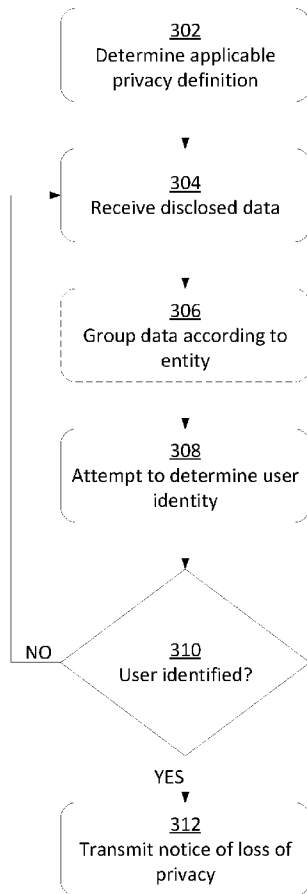 302
Determine applicable
privacy definition
304
Receive disclosed data
306
Group data according to
entity
308
Attempt to determine user
identity
310
User identified?
NO
YES
312
Transmit notice of loss of
privacy